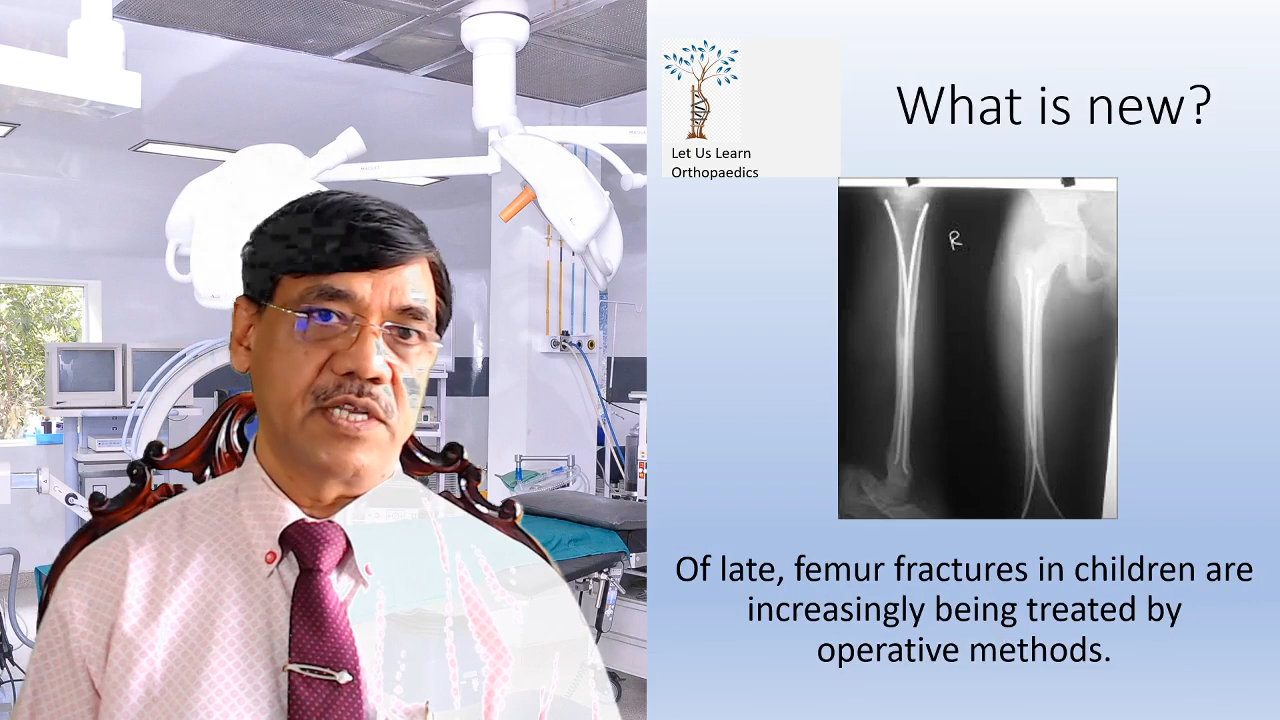 What is new?
Let Us Learn
Orthopaedics
R
Of late, femur fractures in children are
increasingly being treated by
operative methods.